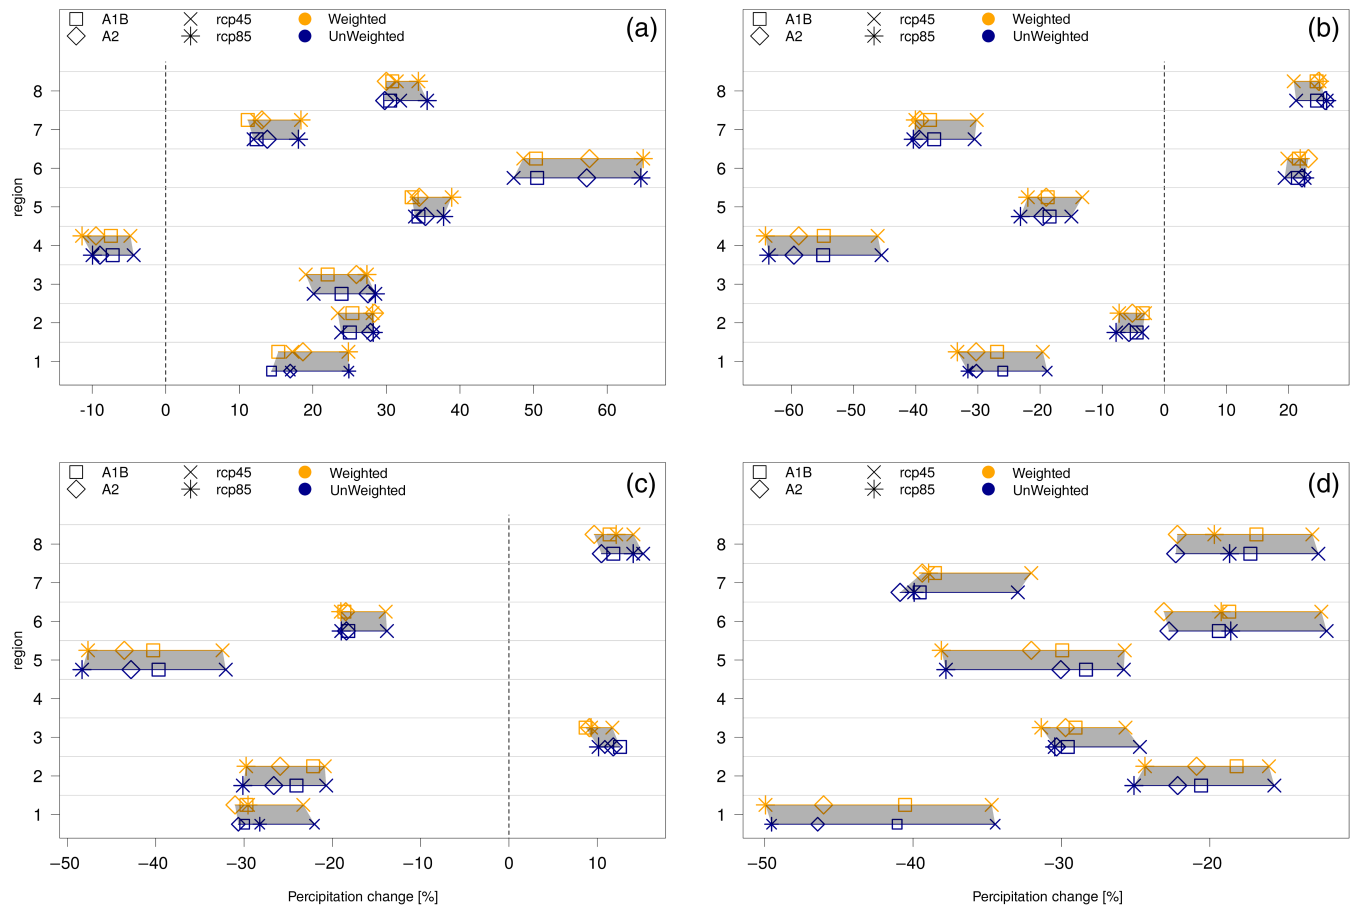 A1B rcp45 Weighted
A2 rcp85 UnWeighted
(a)
region
8
7
6
5
4
3
2
1
-10 0 10 20 30 40 50 60
A1B rcp45 Weighted
A2 rcp85 UnWeighted
(b)
8
7
6
5
4
3
2
1
−60 −50 −40 −30 −20 −10 0 10 20
A1B rcp45 Weighted
A2 rcp85 UnWeighted
(c)
region
8
7
6
5
4
3
2
1
−50 −40 −30 −20 −10 0 10
Percipitation change [%]
A1B rcp45 Weighted
A2 rcp85 UnWeighted
(d)
8
7
6
5
4
3
2
1
−50 −40 −30 −20
Percipitation change [%]